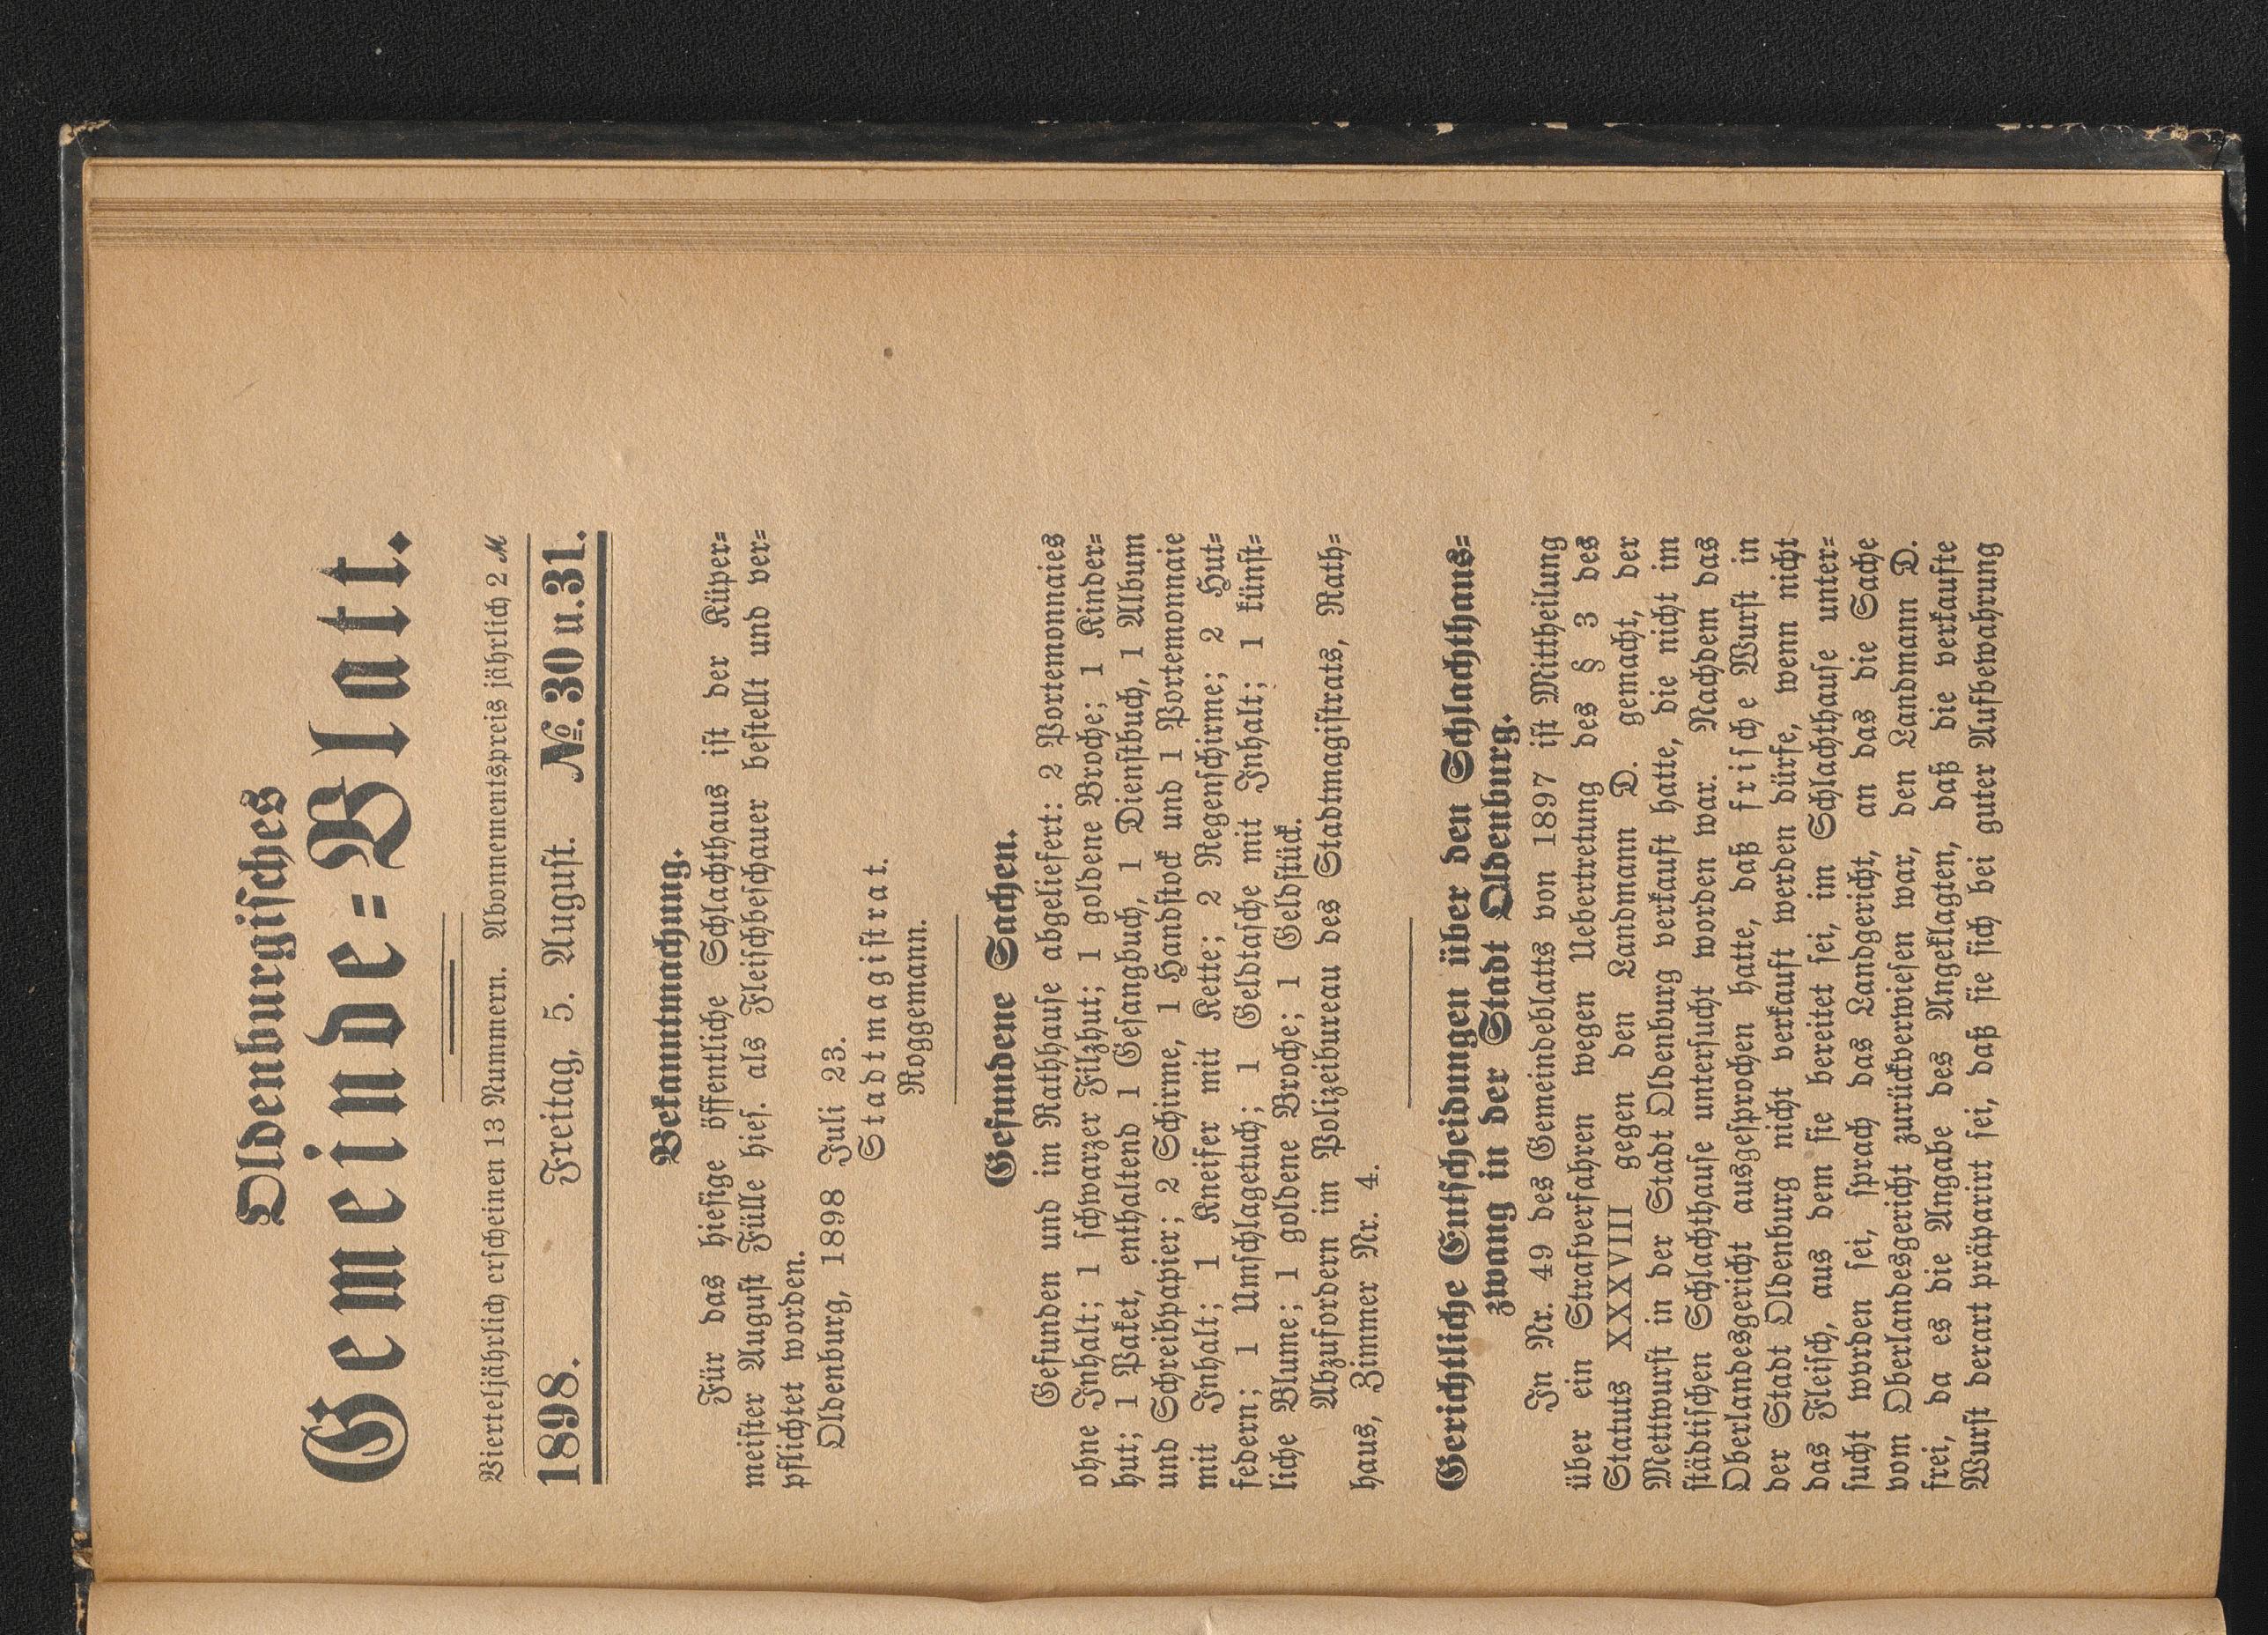 Oldenburgisches
Gemeinde=Blatt.
Vierteljährlich erscheinen 13 Nummern. Abonnementspreis jährlich 2 ℳ
1898. Freitag, 5. August. №. 30 u. 31.
Bekanntmachung.
Für das hiesige öffentliche Schlachthaus ist der Küper=
meister August Fülle hies. als Fleischbeschauer bestellt und ver=
pflichtet worden.
Oldenburg, 1898 Juli 23.
Stadtmagistrat.
Roggemann.
Gefundene Sachen.
Gefunden und im Rathhause abgeliefert: 2 Portemonnaies
ohne Inhalt; 1 schwarzer Filzhut; 1 goldene Broche; 1 Kinder=
hut; 1 Paket, enthaltend 1 Gesangbuch, 1 Dienstbuch, 1 Album
und Schreibpapier; 2 Schirme, 1 Handstock und 1 Portemonnaie
mit Inhalt; 1 Kneifer mit Kette; 2 Regenschirme; 2 Hut=
federn; 1 Umschlagetuch; 1 Geldtasche mit Inhalt; 1 künst=
liche Blume; 1 goldene Broche; 1 Geldstück.
Abzufordern im Polizeibureau des Stadtmagistrats, Rath=
haus, Zimmer Nr. 4.
Gerichtliche Entscheidungen über den Schlachthaus=
zwang in der Stadt Oldenburg.
In Nr. 49 des Gemeindeblatts von 1897 ist Mittheilung
über ein Strafverfahren wegen Uebertretung des § 3 des
Statuts XXXVIII gegen den Landmann D. gemacht, der
Mettwurst in der Stadt Oldenburg verkauft hatte, die nicht im
städtischen Schlachthause untersucht worden war. Nachdem das
Oberlandesgericht ausgesprochen hatte, daß frische Wurst in
der Stadt Oldenburg nicht verkauft werden dürfe, wenn nicht
das Fleisch, aus dem sie bereitet sei, im Schlachthause unter=
sucht worden sei, sprach das Landgericht, an das die Sache
vom Oberlandesgericht zurückverwiesen war, den Landmann D.
frei, da es die Angabe des Angeklagten, daß die verkaufte
Wurst derart präparirt sei, daß sie sich bei guter Aufbewahrung